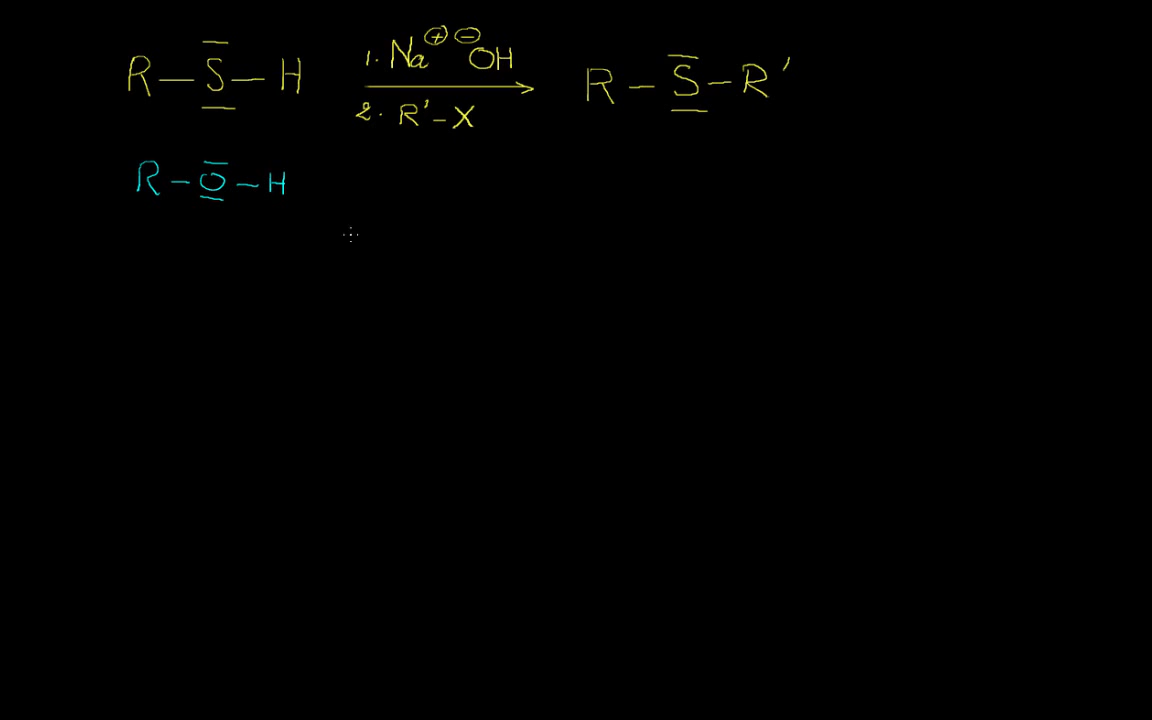 R – S – H 1. Na⊕ ⊖OH R – S – R'
2. R' – X
R – O – H